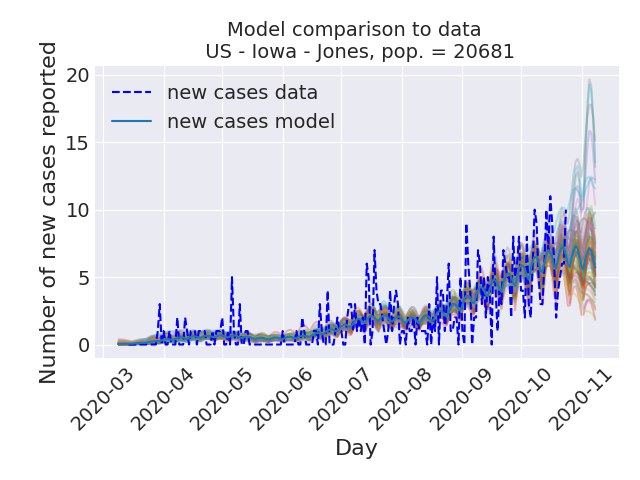 Model comparison to data
US - Iowa - Jones, pop. = 20681
Number of new cases reported
20
15
10
5
0
new cases data
new cases model
2020-03
2020-04
2020-05
2020-06
2020-07
2020-08
2020-09
2020-10
2020-11
Day